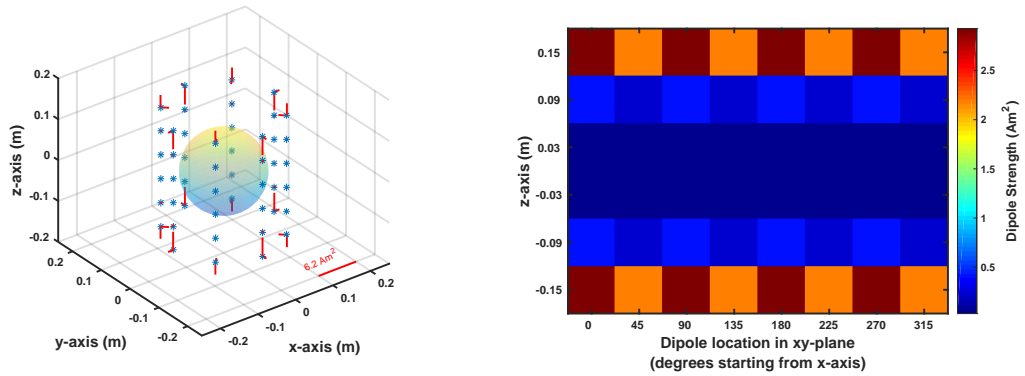 0.2
0.1
0
-0.1
-0.2
z-axis (m)
0.2
0.1
0
-0.1
-0.2
y-axis (m)
-0.2
-0.1
0
0.1
0.2
x-axis (m)
6.2 Am²
0.15
0.09
0.03
-0.03
-0.09
-0.15
z-axis (m)
0 45 90 135 180 225 270 315
Dipole location in xy-plane
(degrees starting from x-axis)
2.5
2
1.5
1
0.5
Dipole Strength (Am²)